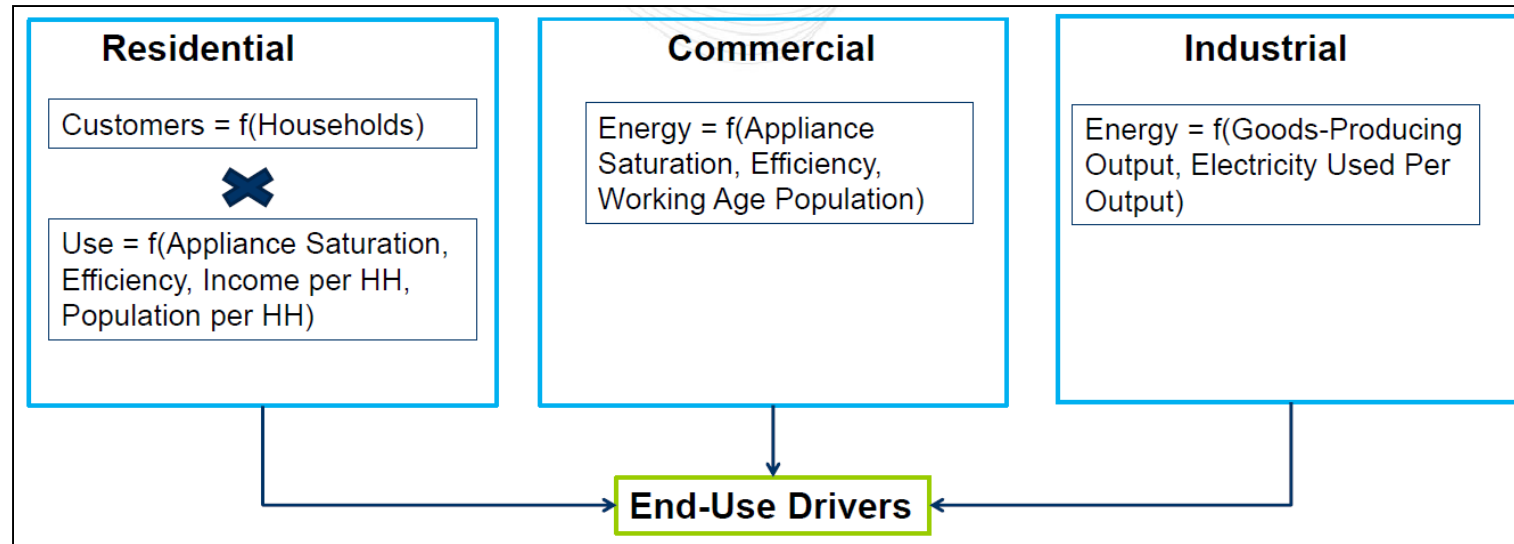 Residential
Customers = f(Households)
Use = f(Appliance Saturation,
Efficiency, Income per HH,
Population per HH)
Commercial
Energy = f(Appliance
Saturation, Efficiency,
Working Age Population)
Industrial
Energy = f(Goods-Producing
Output, Electricity Used Per
Output)
End-Use Drivers